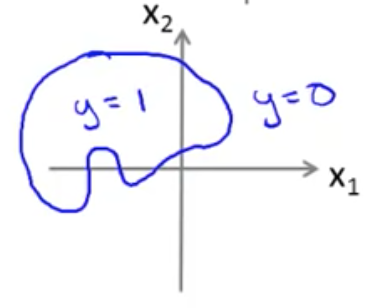 x₂
y = 1
y = 0
x₁